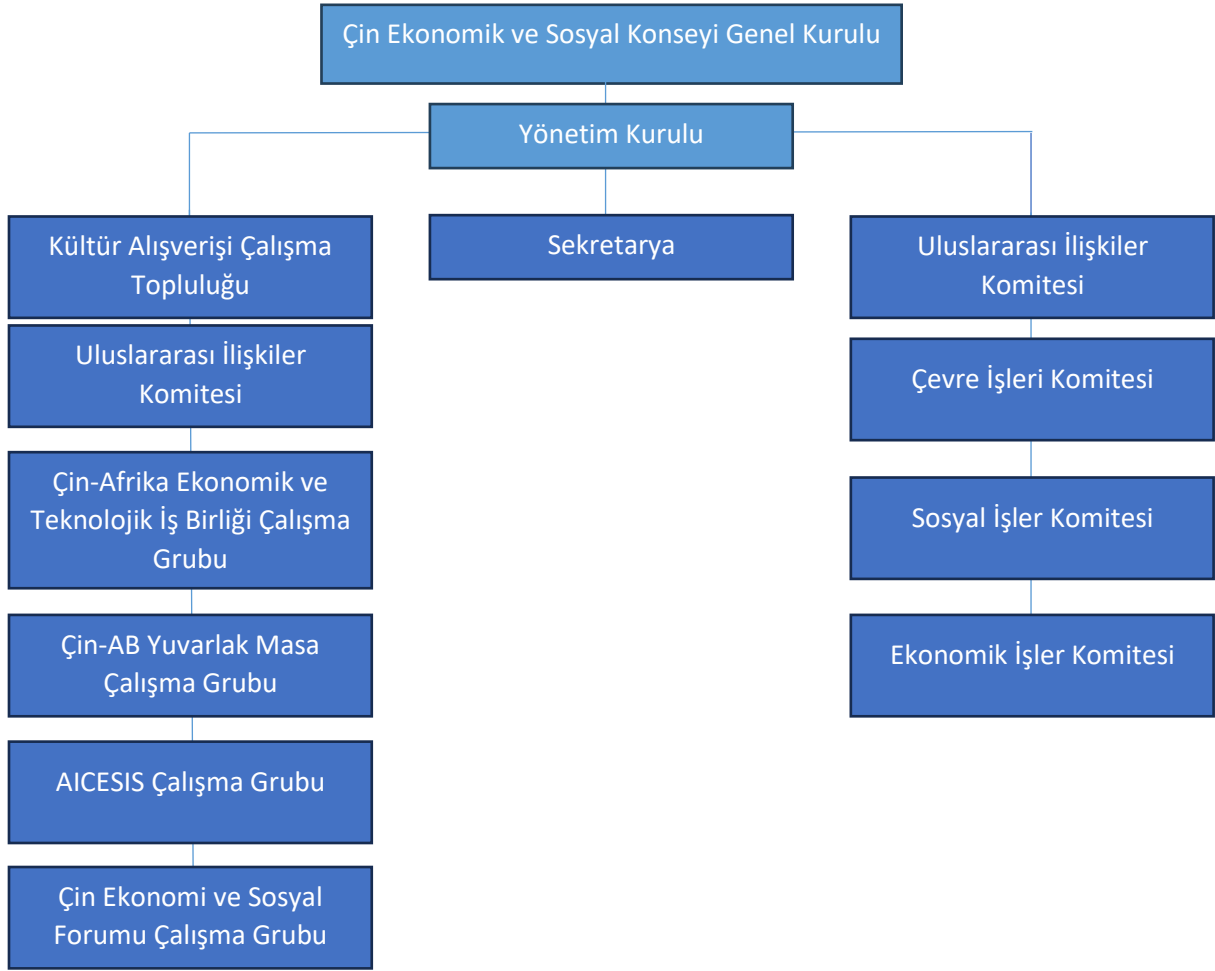 Çin Ekonomik ve Sosyal Konseyi Genel Kurulu
Yönetim Kurulu
Kültür Alışverişi Çalışma
Topluluğu
Uluslararası İlişkiler
Komitesi
Çin-Afrika Ekonomik ve
Teknolojik İş Birliği Çalışma
Grubu
Çin-AB Yuvarlak Masa
Çalışma Grubu
AICESIS Çalışma Grubu
Çin Ekonomi ve Sosyal
Forumu Çalışma Grubu
Sekretarya
Uluslararası İlişkiler
Komitesi
Çevre İşleri Komitesi
Sosyal İşler Komitesi
Ekonomik İşler Komitesi